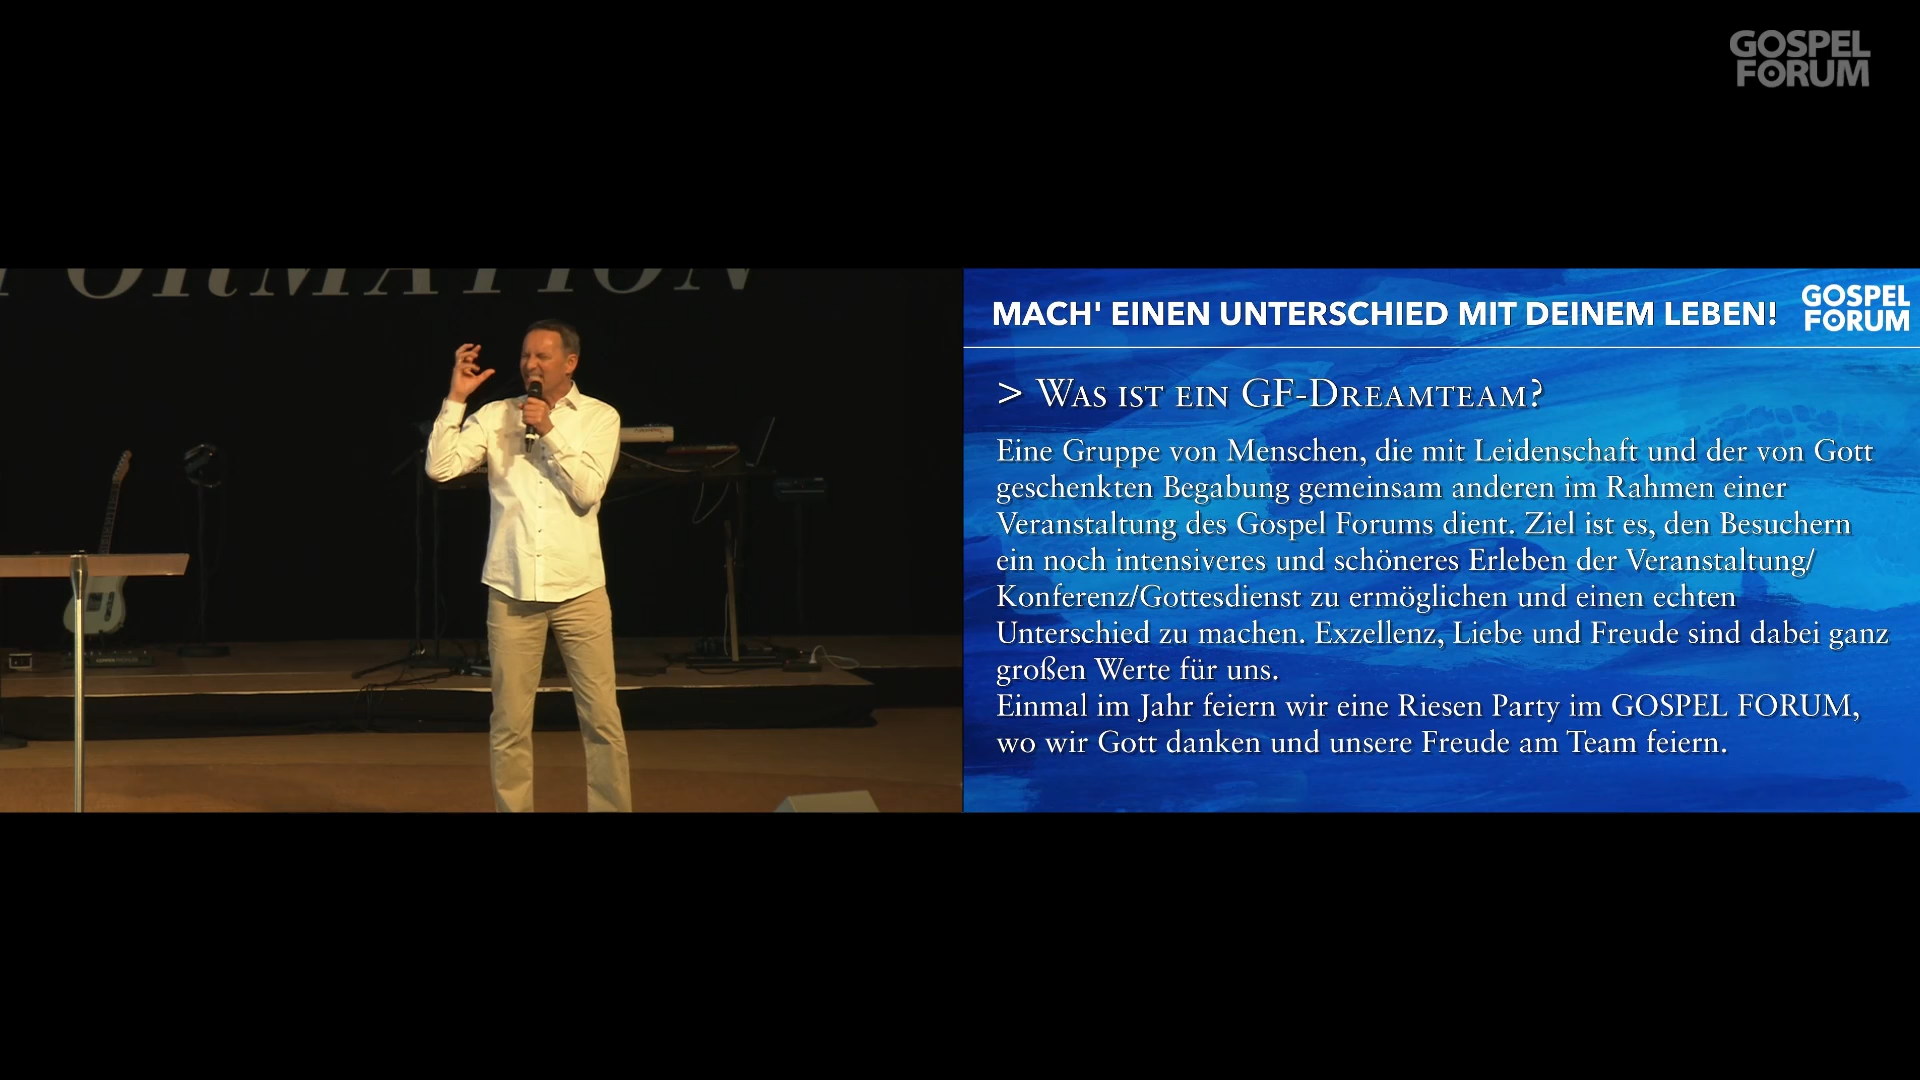 GOSPEL
FORUM
FORMATION
MACH' EINEN UNTERSCHIED MIT DEINEM LEBEN!
GOSPEL
FORUM
> WAS IST EIN GF-DREAMTEAM?
Eine Gruppe von Menschen, die mit Leidenschaft und der von Gott
geschenkten Begabung gemeinsam anderen im Rahmen einer
Veranstaltung des Gospel Forums dient. Ziel ist es, den Besuchern
ein noch intensiveres und schöneres Erleben der Veranstaltung/
Konferenz/Gottesdienst zu ermöglichen und einen echten
Unterschied zu machen. Exzellenz, Liebe und Freude sind dabei ganz
großen Werte für uns.
Einmal im Jahr feiern wir eine Riesen Party im GOSPEL FORUM,
wo wir Gott danken und unsere Freude am Team feiern.